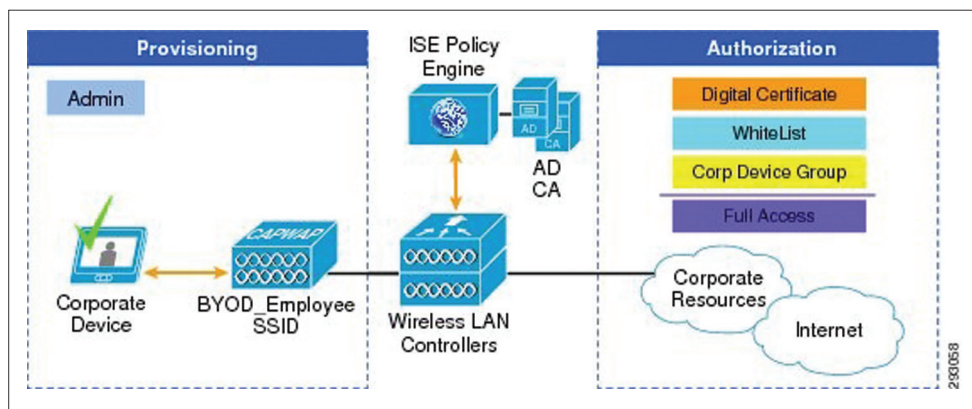 Provisioning
Admin
Corporate
Device
CAPWAP
BYOD_Employee
SSID
ISE Policy
Engine
AD
CA
AD
CA
Wireless LAN
Controllers
Authorization
Digital Certificate
WhiteList
Corp Device Group
Full Access
Corporate
Resources
Internet
293058